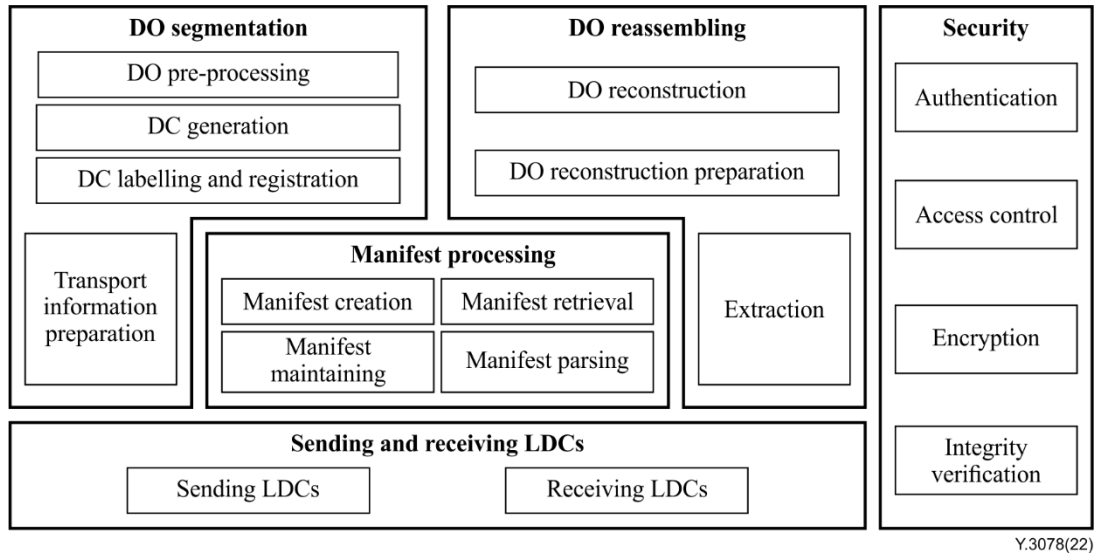 DO segmentation
DO pre-processing
DC generation
DC labelling and registration
Transport
information
preparation
DO reassembling
DO reconstruction
DO reconstruction preparation
Extraction
Manifest processing
Manifest creation
Manifest retrieval
Manifest
maintaining
Manifest parsing
Sending and receiving LDCs
Sending LDCs
Receiving LDCs
Security
Authentication
Access control
Encryption
Integrity
verification
Y.3078(22)